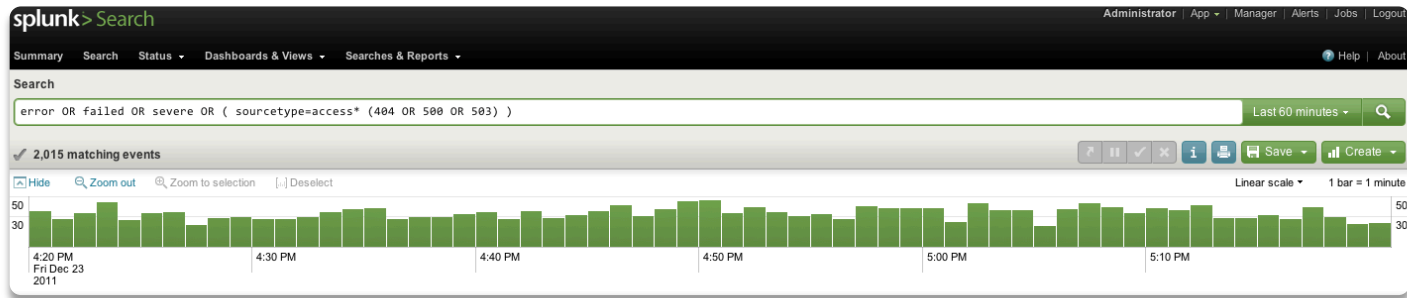 splunk> Search
Administrator | App | Manager | Alerts | Jobs | Logout
Summary Search Status Dashboards & Views Searches & Reports
Help | About
Search
error OR failed OR severe OR ( sourcetype=access* (404 OR 500 OR 503) )
Last 60 minutes
2,015 matching events
i
Save
Create
Hide Zoom out Zoom to selection [..] Deselect
Linear scale 1 bar = 1 minute
50 50
30 30
4:20 PM 4:30 PM 4:40 PM 4:50 PM 5:00 PM 5:10 PM
Fri Dec 23
2011